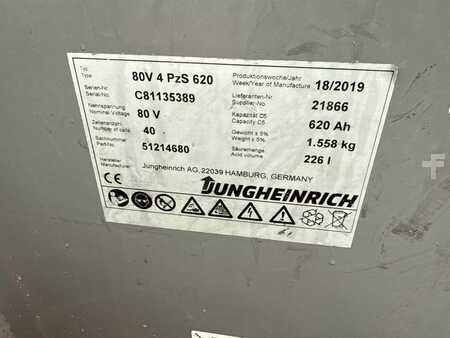 Typ
Type
80V 4 PzS 620
Produktionswoche/Jahr
Week/Year of Manufacture
18/2019
Serien-Nr.
Serial-No.
C81135389
Lieferanten-Nr.
Supplier-No.
21866
Nennspannung
Nominal Voltage
80 V
Kapazität C5
Capacity C5
620 Ah
Zellenanzahl
Number of cells
40
Gewicht ± 5%
Weight ± 5%
1.558 kg
Sachnummer
Part-No.
51214680
Säuremenge
Acid volume
226 l
Hersteller
Manufacturer
Jungheinrich AG, 22039 HAMBURG, GERMANY
CE
JUNGHEINRICH